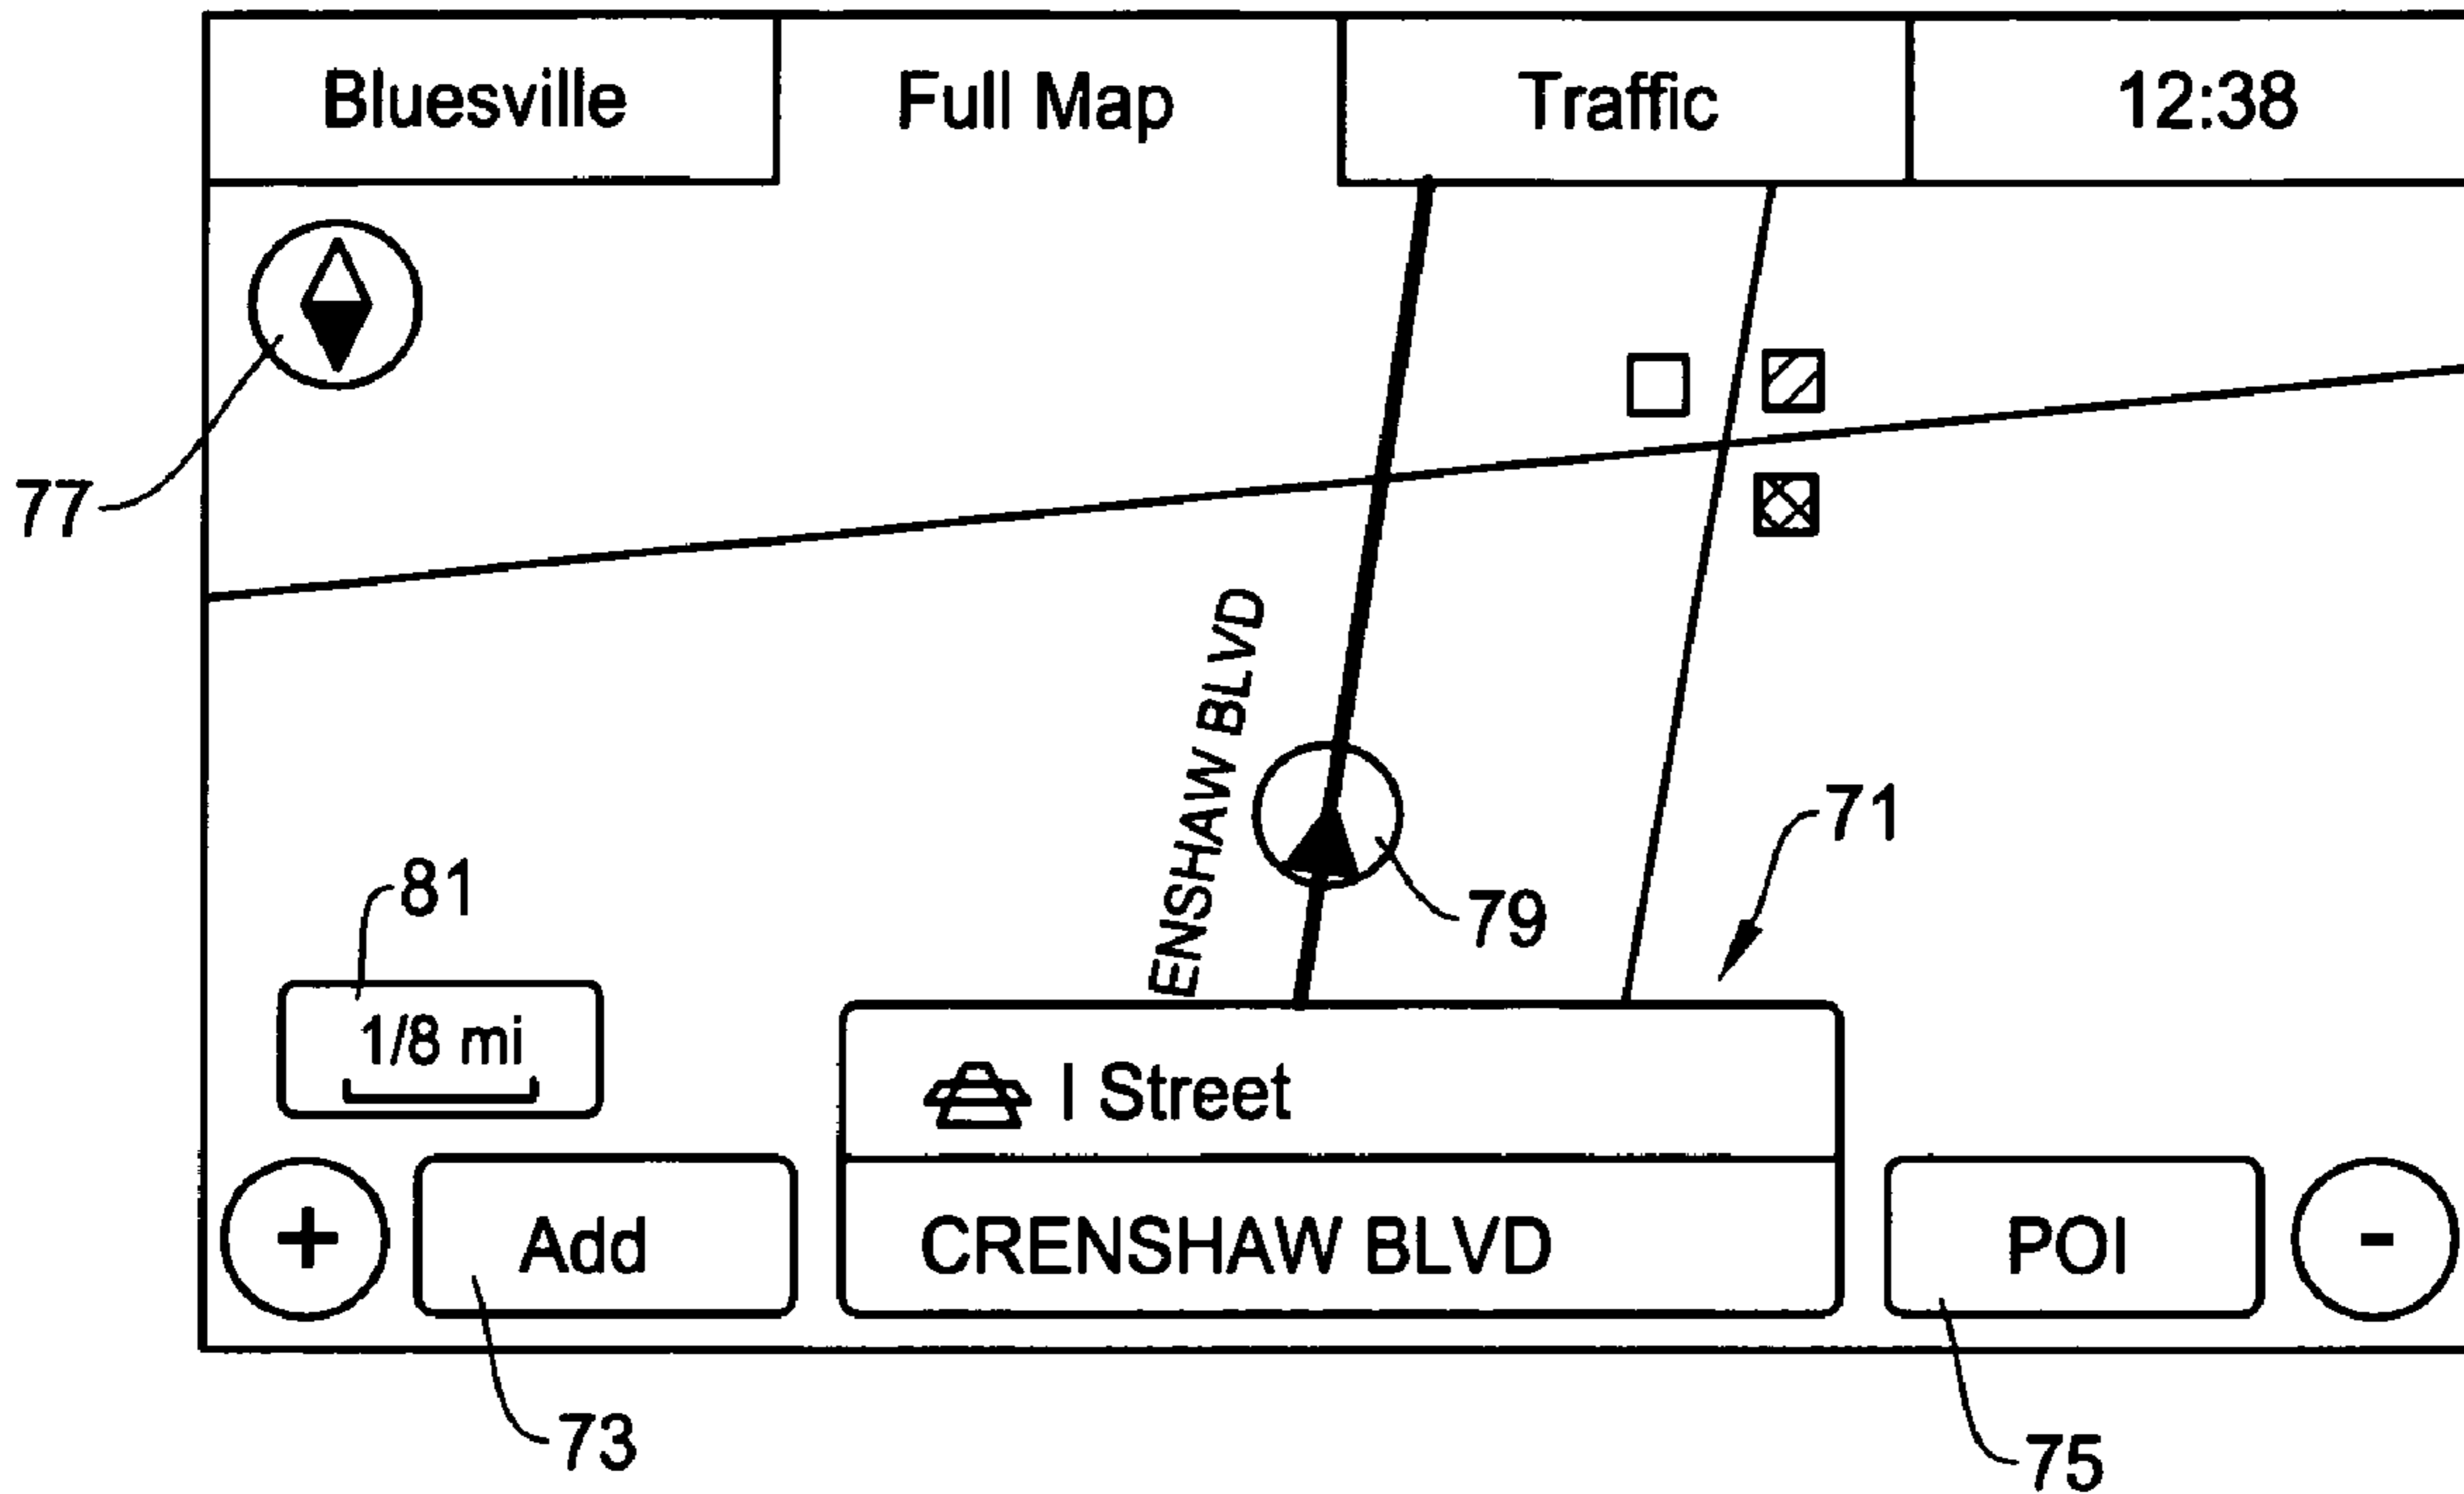 Bluesville Full Map Traffic 12:38
77
ENSHAW BLVD
71
79
81
1/8 mi
I Street
+ Add CRENSHAW BLVD POI -
73
75